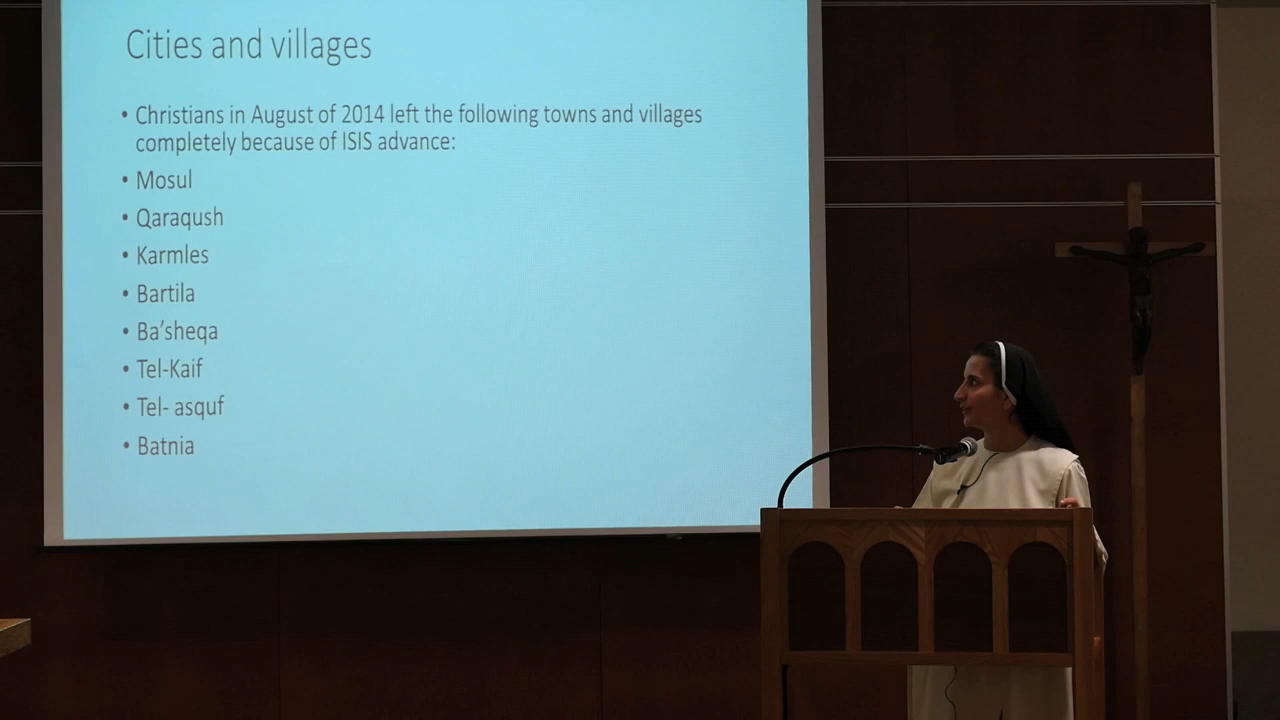 Cities and villages
• Christians in August of 2014 left the following towns and villages
completely because of ISIS advance:
• Mosul
• Qaraqush
• Karmles
• Bartila
• Ba’sheqa
• Tel-Kaif
• Tel- asquf
• Batnia